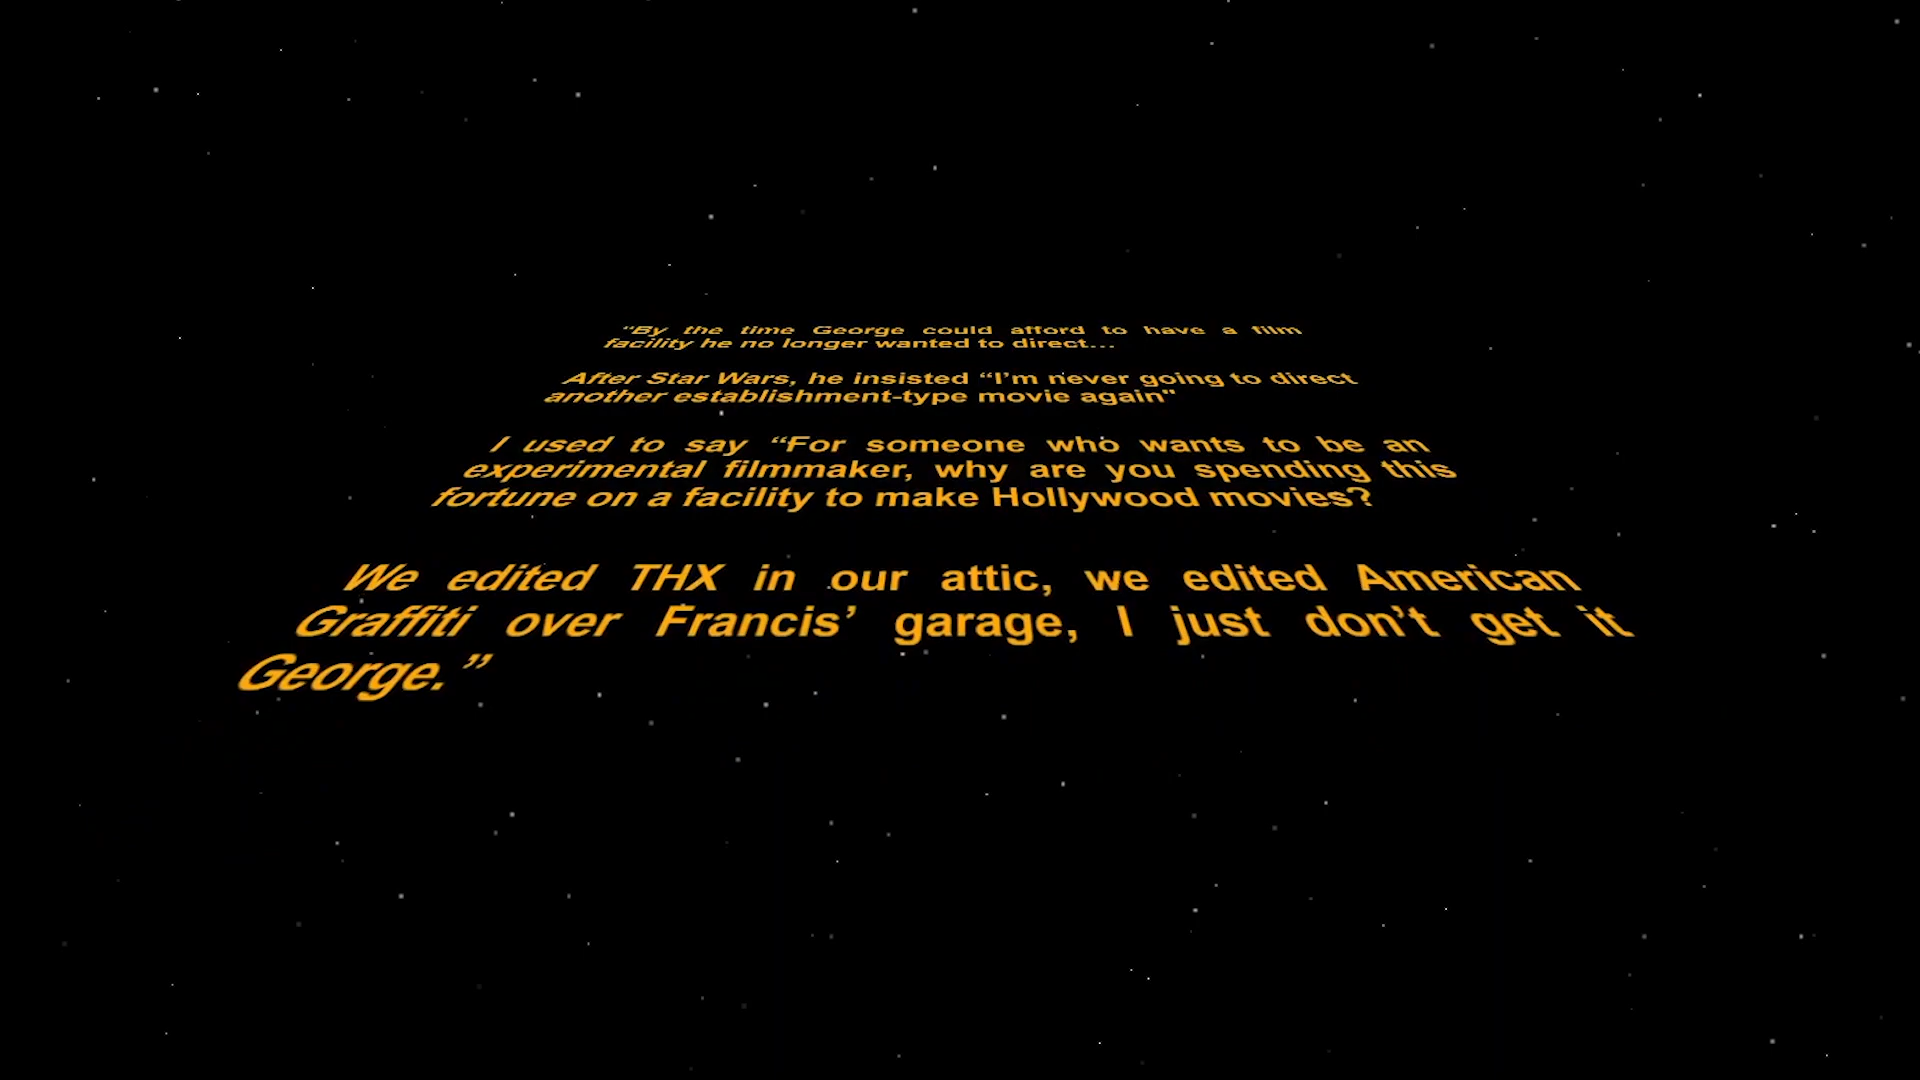 "By the time George could afford to have a film
facility he no longer wanted to direct...
After Star Wars, he insisted “I’m never going to direct
another establishment-type movie again"
I used to say “For someone who wants to be an
experimental filmmaker, why are you spending this
fortune on a facility to make Hollywood movies?
We edited THX in our attic, we edited American
Graffiti over Francis’ garage, I just don’t get it
George.”